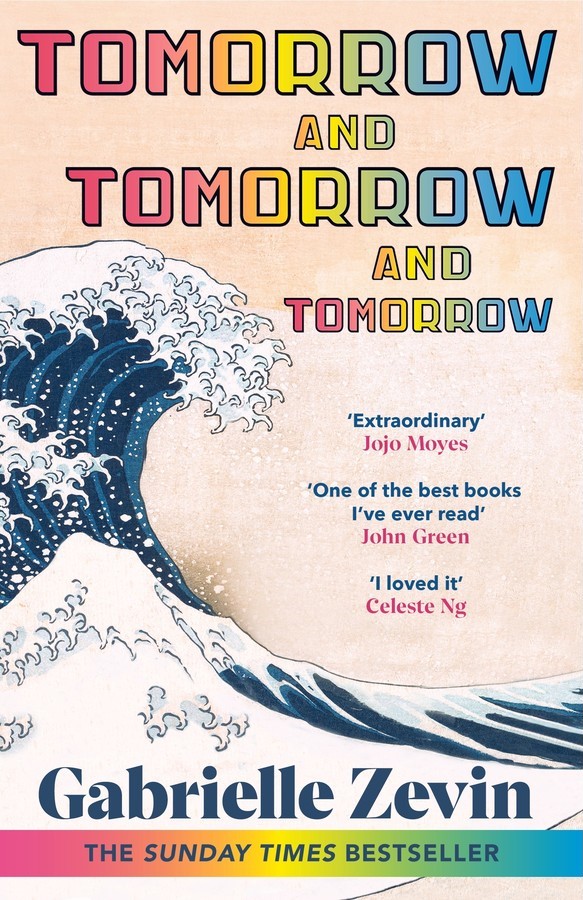 TOMORROW
AND
TOMORROW
AND
TOMORROW
‘Extraordinary’
Jojo Moyes
‘One of the best books
I’ve ever read’
John Green
‘I loved it’
Celeste Ng
Gabrielle Zevin
THE SUNDAY TIMES BESTSELLER